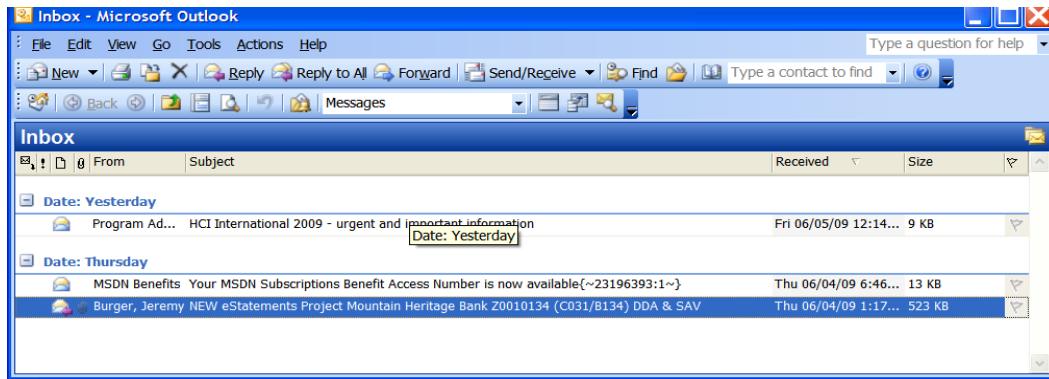 Inbox - Microsoft Outlook
File Edit View Go Tools Actions Help Type a question for help
New Reply Reply to All Forward Send/Receive Find Type a contact to find
Back Messages
Inbox
From Subject Received Size
Date: Yesterday
Program Ad... HCI International 2009 - urgent and important information Fri 06/05/09 12:14... 9 KB
Date: Yesterday
Date: Thursday
MSDN Benefits Your MSDN Subscriptions Benefit Access Number is now available{~23196393:1~} Thu 06/04/09 6:46... 13 KB
Burger, Jeremy NEW eStatements Project Mountain Heritage Bank Z0010134 (C031/B134) DDA & SAV Thu 06/04/09 1:17... 523 KB